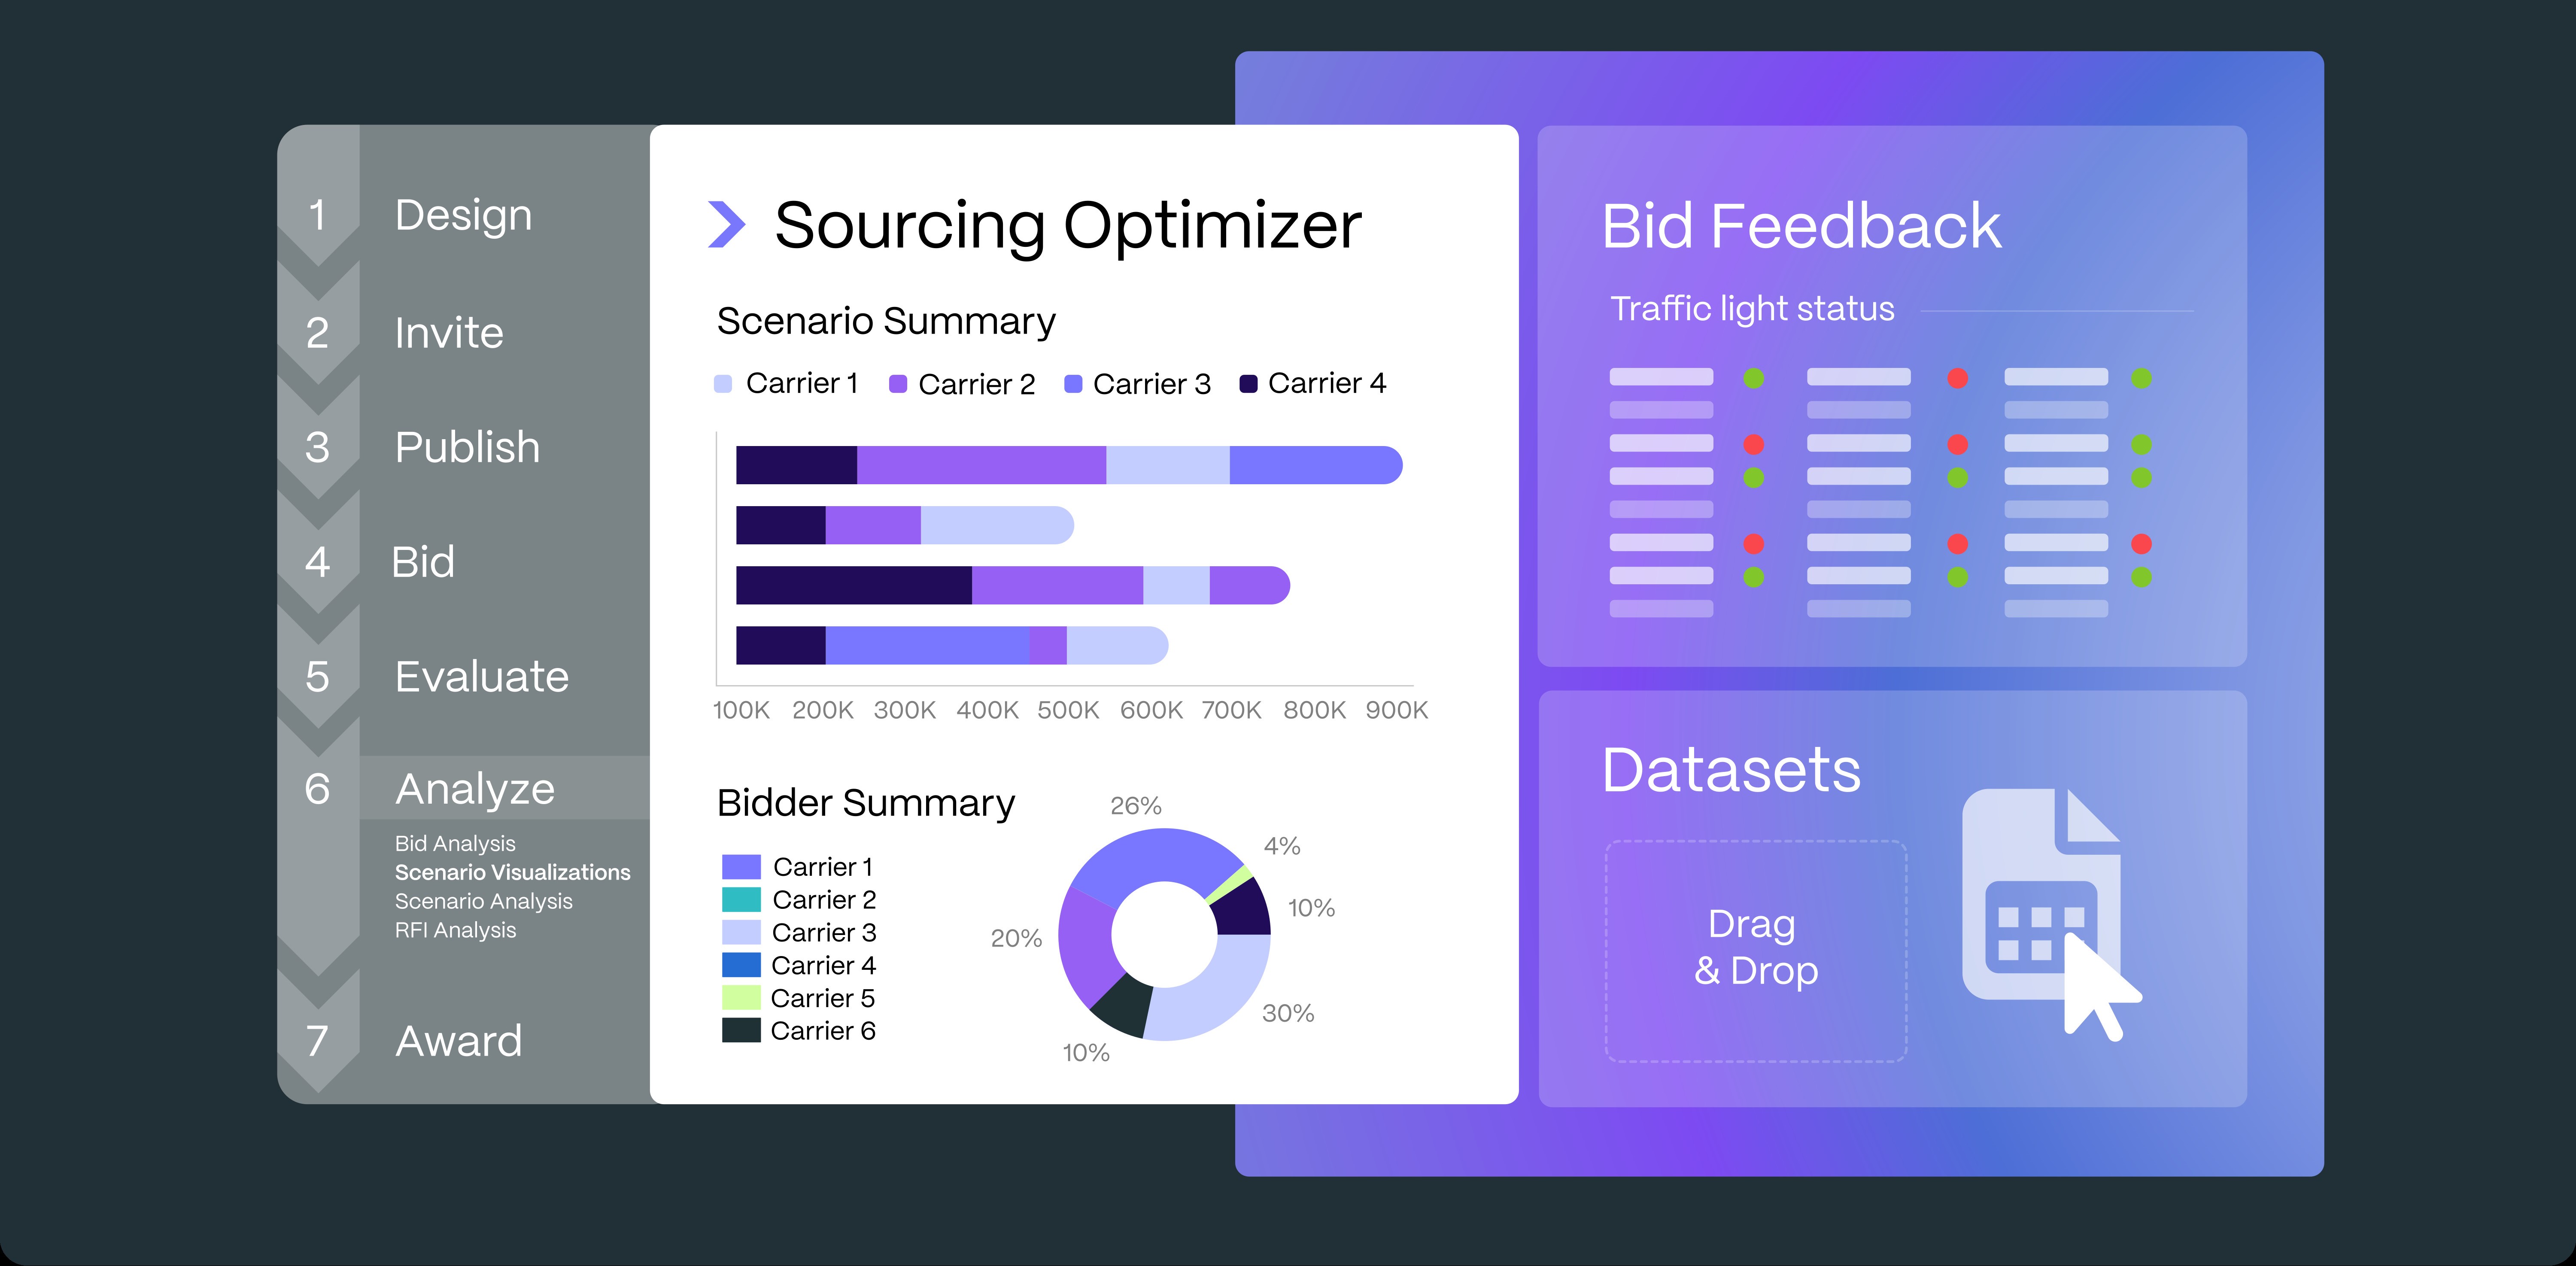 1 Design
2 Invite
3 Publish
4 Bid
5 Evaluate
6 Analyze
Bid Analysis
Scenario Visualizations
Scenario Analysis
RFI Analysis
7 Award
Sourcing Optimizer
Scenario Summary
Carrier 1 Carrier 2 Carrier 3 Carrier 4
100K 200K 300K 400K 500K 600K 700K 800K 900K
Bidder Summary
Carrier 1
Carrier 2
Carrier 3
Carrier 4
Carrier 5
Carrier 6
26%
4%
10%
20%
30%
10%
Bid Feedback
Traffic light status
Datasets
Drag
& Drop